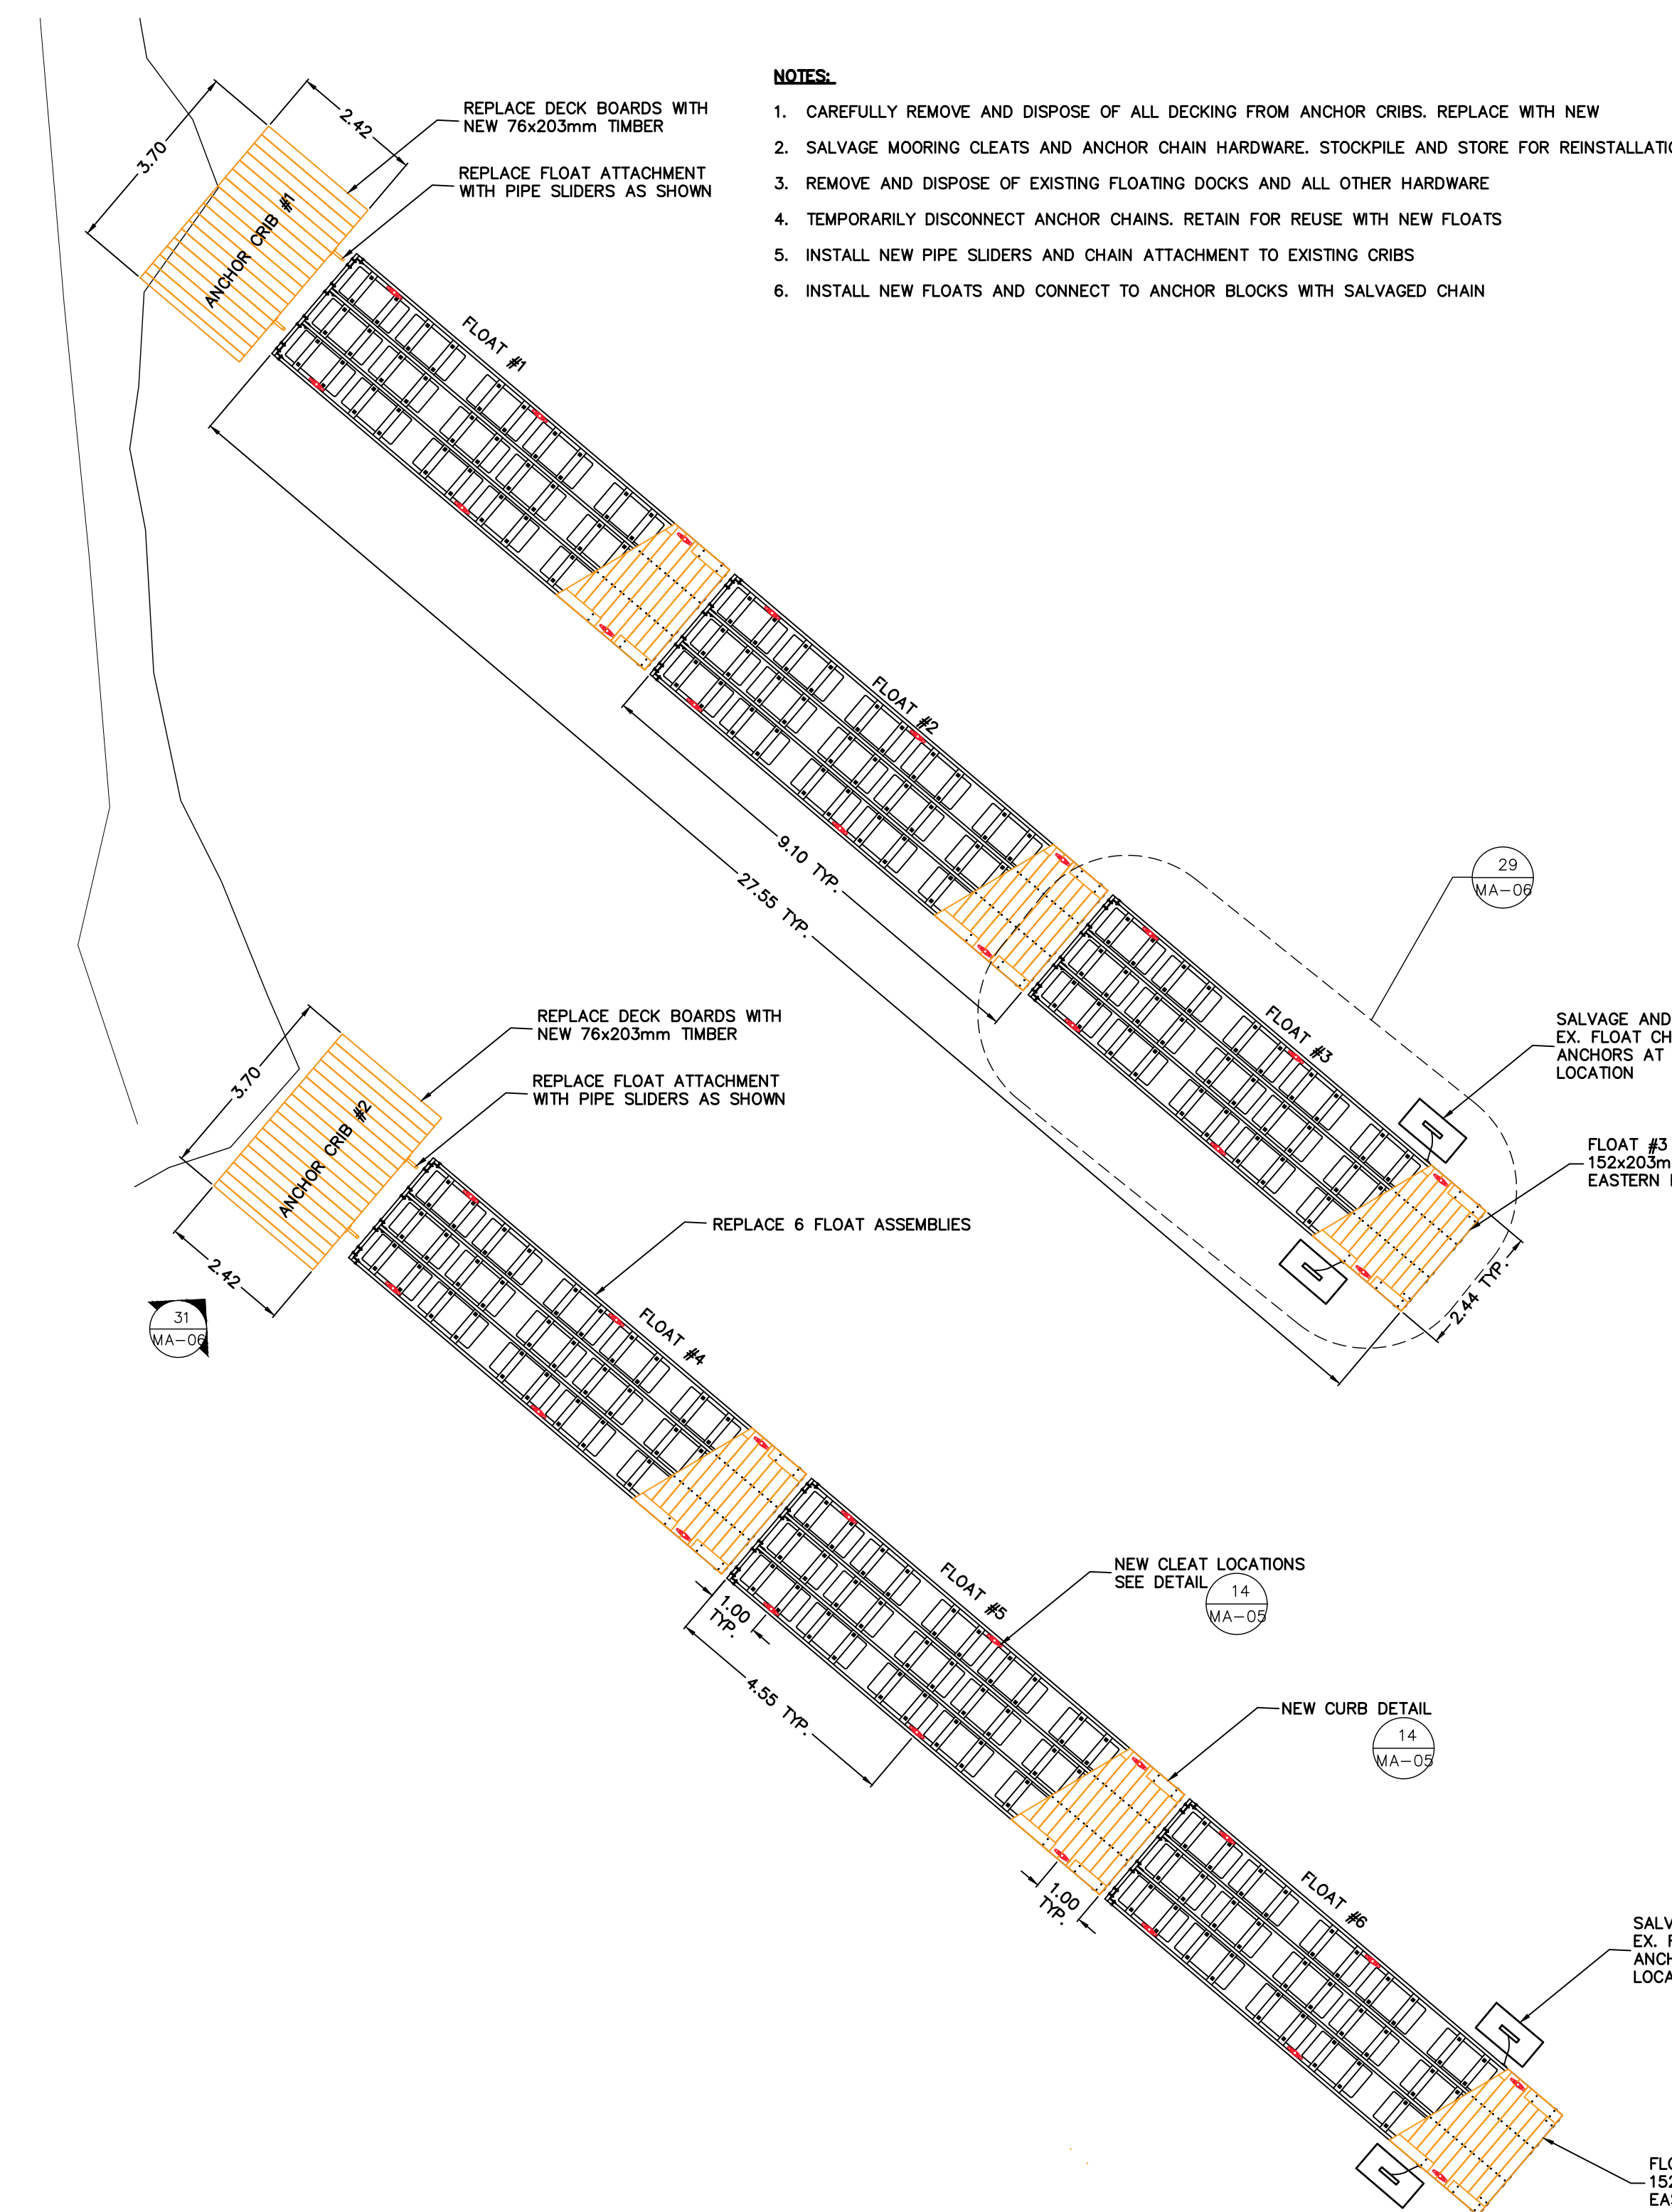 NOTES:
1. CAREFULLY REMOVE AND DISPOSE OF ALL DECKING FROM ANCHOR CRIBS. REPLACE WITH NEW
2. SALVAGE MOORING CLEATS AND ANCHOR CHAIN HARDWARE. STOCKPILE AND STORE FOR
3. REMOVE AND DISPOSE OF EXISTING FLOATING DOCKS AND ALL OTHER HARDWARE
4. TEMPORARILY DISCONNECT ANCHOR CHAINS. RETAIN FOR REUSE WITH NEW FLOATS
5. INSTALL NEW PIPE SLIDERS AND CHAIN ATTACHMENT TO EXISTING CRIBS
6. INSTALL NEW FLOATS AND CONNECT TO ANCHOR BLOCKS WITH SALVAGED CHAIN
2.42
3.70
REPLACE DECK BOARDS WITH
NEW 76x203mm TIMBER
REPLACE FLOAT ATTACHMENT
WITH PIPE SLIDERS AS SHOWN
ANCHOR CRIB #1
FLOAT #1
FLOAT #2
9.10 TYP.
27.55 TYP.
29
MA-06
FLOAT #3
SALVAGE AND
EX. FLOAT
ANCHORS AT
LOCATION
FLOAT #3
EASTERN
2.44 TYP.
REPLACE DECK BOARDS WITH
NEW 76x203mm TIMBER
REPLACE FLOAT ATTACHMENT
WITH PIPE SLIDERS AS SHOWN
3.70
ANCHOR CRIB #2
2.42
31
MA-06
REPLACE 6 FLOAT ASSEMBLIES
FLOAT #4
FLOAT #5
NEW CLEAT LOCATIONS
SEE DETAIL
14
MA-05
1.00
TYP.
4.55 TYP.
NEW CURB DETAIL
14
MA-05
1.00
TYP.
FLOAT #6
EX.